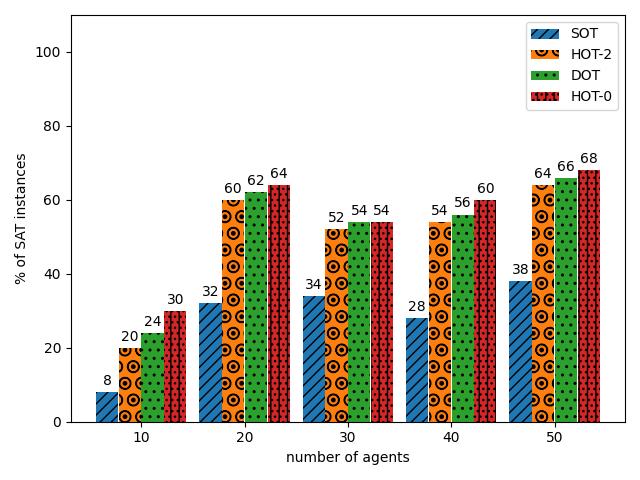 SOT
HOT-2
DOT
HOT-0
% of SAT instances
100
80
60
40
20
0
8 20 24 30
32 60 62 64
34 52 54 54
28 54 56 60
38 64 66 68
10 20 30 40 50
number of agents